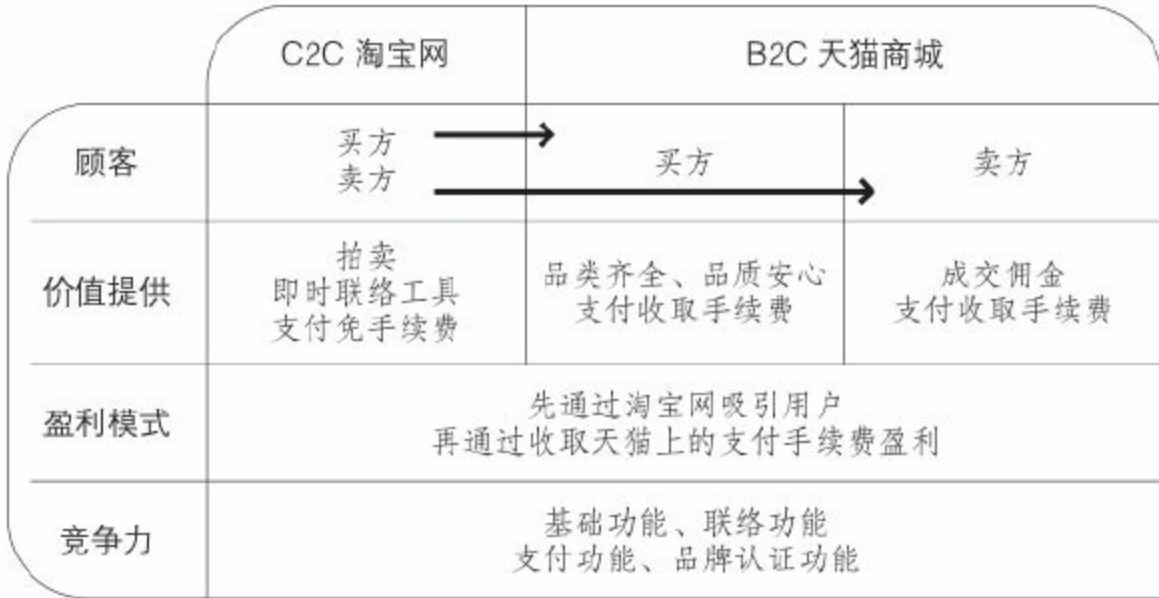 C2C 淘宝网
B2C 天猫商城
顾客
买方
卖方
买方
卖方
价值提供
拍卖
即时联络工具
支付免手续费
品类齐全、品质安心
支付收取手续费
成交佣金
支付收取手续费
盈利模式
先通过淘宝网吸引用户
再通过收取天猫上的支付手续费盈利
竞争力
基础功能、联络功能
支付功能、品牌认证功能